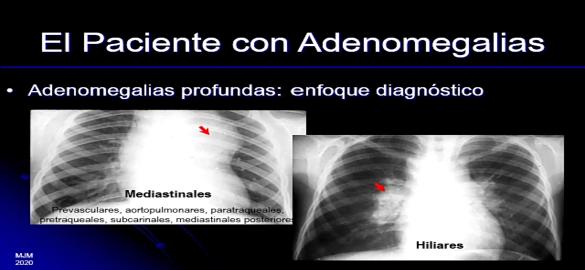 El Paciente con Adenomegalias
• Adenomegalias profundas: enfoque diagnóstico
Mediastinales
Prevasculares, aortopulmonares, paratraqueales,
pretraqueales, subcarinales, mediastinales posteriores
Hiliares
MJM
2020